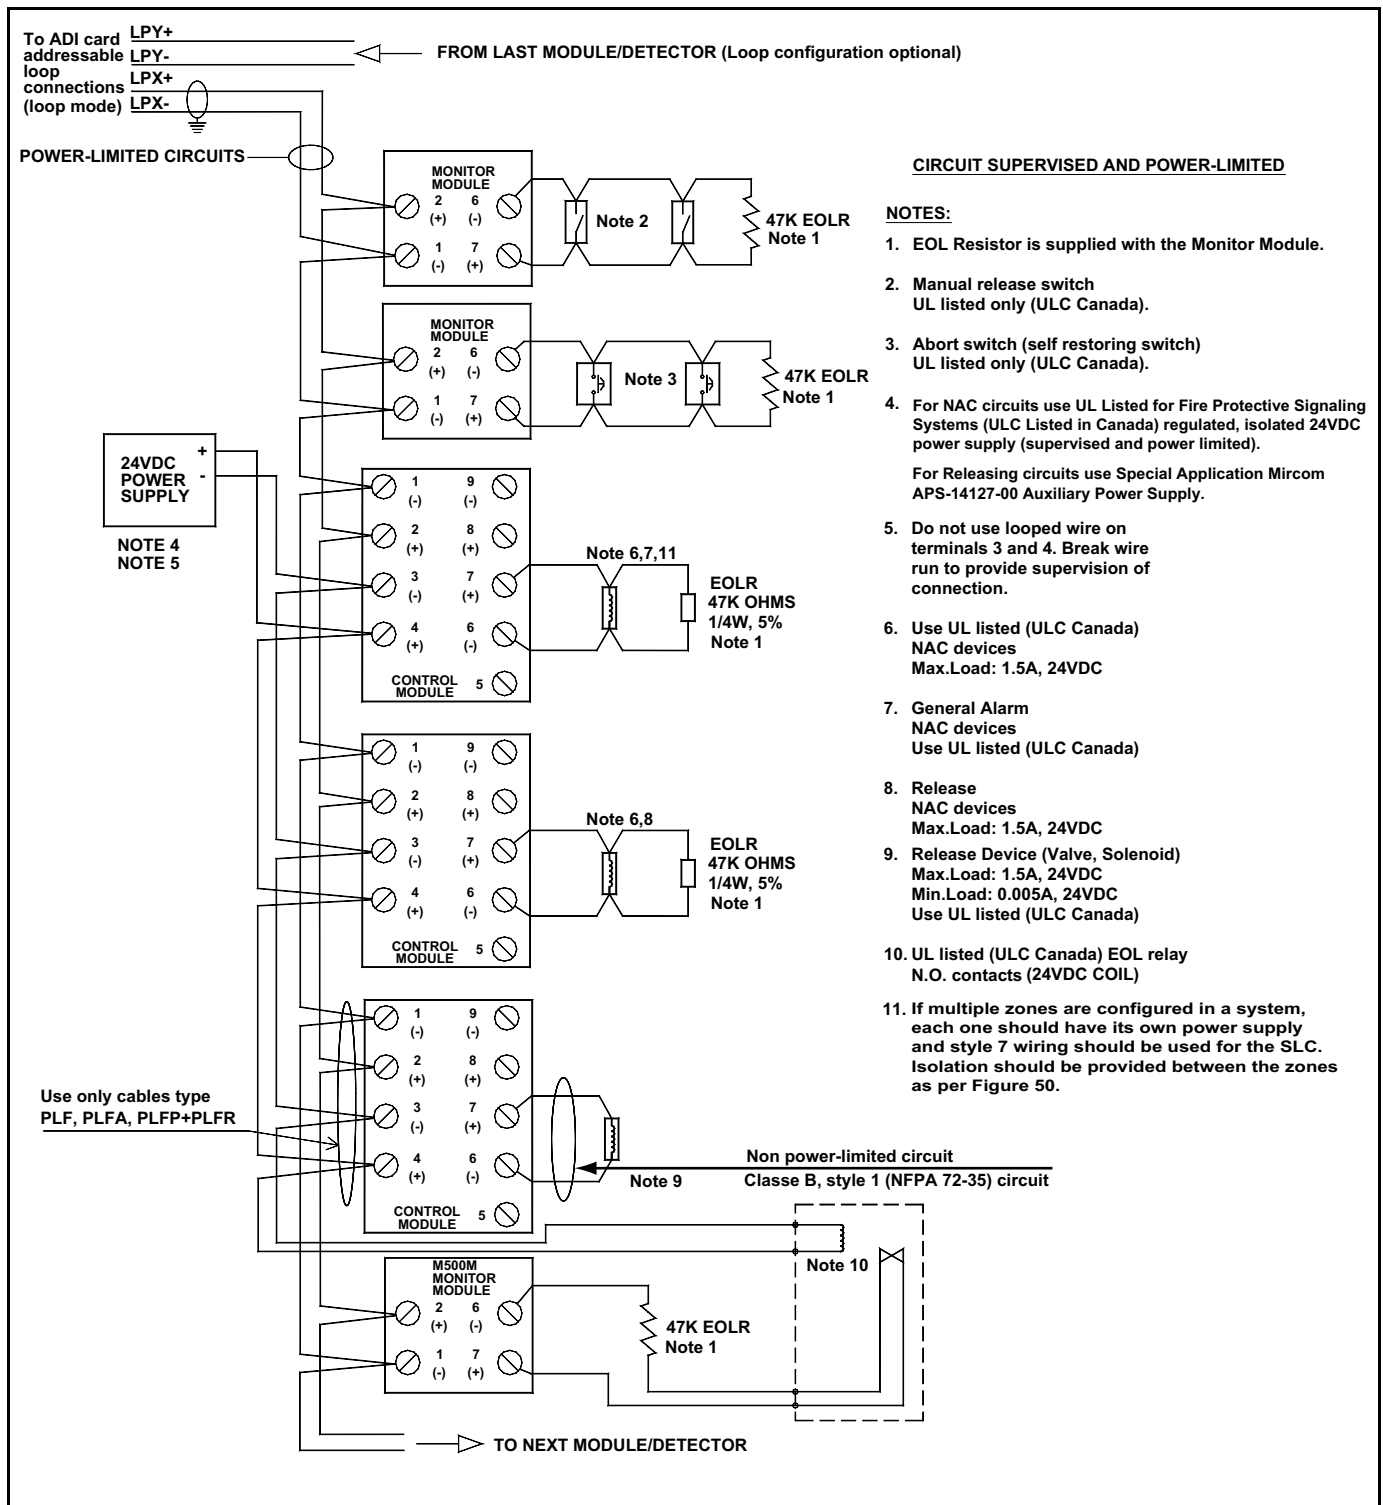 To ADI card
addressable
loop
connections
(loop mode)
LPY+
LPY-
LPX+
LPX-
FROM LAST MODULE/DETECTOR (Loop configuration optional)
POWER-LIMITED CIRCUITS
MONITOR
MODULE
2 6
(+) (-)
1 7
(-) (+)
Note 2
47K EOLR
Note 1
MONITOR
MODULE
2 6
(+) (-)
1 7
(-) (+)
Note 3
47K EOLR
Note 1
24VDC
POWER
SUPPLY
+
-
NOTE 4
NOTE 5
1 9
(-) (-)
2 8
(+) (+)
3 7
(-) (+)
4 6
(+) (-)
CONTROL
MODULE
5
Note 6,7,11
EOLR
47K OHMS
1/4W, 5%
Note 1
1 9
(-) (-)
2 8
(+) (+)
3 7
(-) (+)
4 6
(+) (-)
CONTROL
MODULE
5
Note 6,8
EOLR
47K OHMS
1/4W, 5%
Note 1
1 9
(-) (-)
2 8
(+) (+)
3 7
(-) (+)
4 6
(+) (-)
CONTROL
MODULE
5
Use only cables type
PLF, PLFA, PLFP+PLFR
Note 9
Non power-limited circuit
Classe B, style 1 (NFPA 72-35) circuit
Note 10
M500M
MONITOR
MODULE
2 6
(+) (-)
1 7
(-) (+)
47K EOLR
Note 1
TO NEXT MODULE/DETECTOR
CIRCUIT SUPERVISED AND POWER-LIMITED
NOTES:
1. EOL Resistor is supplied with the Monitor Module.
2. Manual release switch
UL listed only (ULC Canada).
3. Abort switch (self restoring switch)
UL listed only (ULC Canada).
4. For NAC circuits use UL Listed for Fire Protective Signaling
Systems (ULC Listed in Canada) regulated, isolated 24VDC
power supply (supervised and power limited).
For Releasing circuits use Special Application Mircom
APS-14127-00 Auxiliary Power Supply.
5. Do not use looped wire on
terminals 3 and 4. Break wire
run to provide supervision of
connection.
6. Use UL listed (ULC Canada)
NAC devices
Max.Load: 1.5A, 24VDC
7. General Alarm
NAC devices
Use UL listed (ULC Canada)
8. Release
NAC devices
Max.Load: 1.5A, 24VDC
9. Release Device (Valve, Solenoid)
Max.Load: 1.5A, 24VDC
Min.Load: 0.005A, 24VDC
Use UL listed (ULC Canada)
10. UL listed (ULC Canada) EOL relay
N.O. contacts (24VDC COIL)
11. If multiple zones are configured in a system,
each one should have its own power supply
and style 7 wiring should be used for the SLC.
Isolation should be provided between the zones
as per Figure 50.